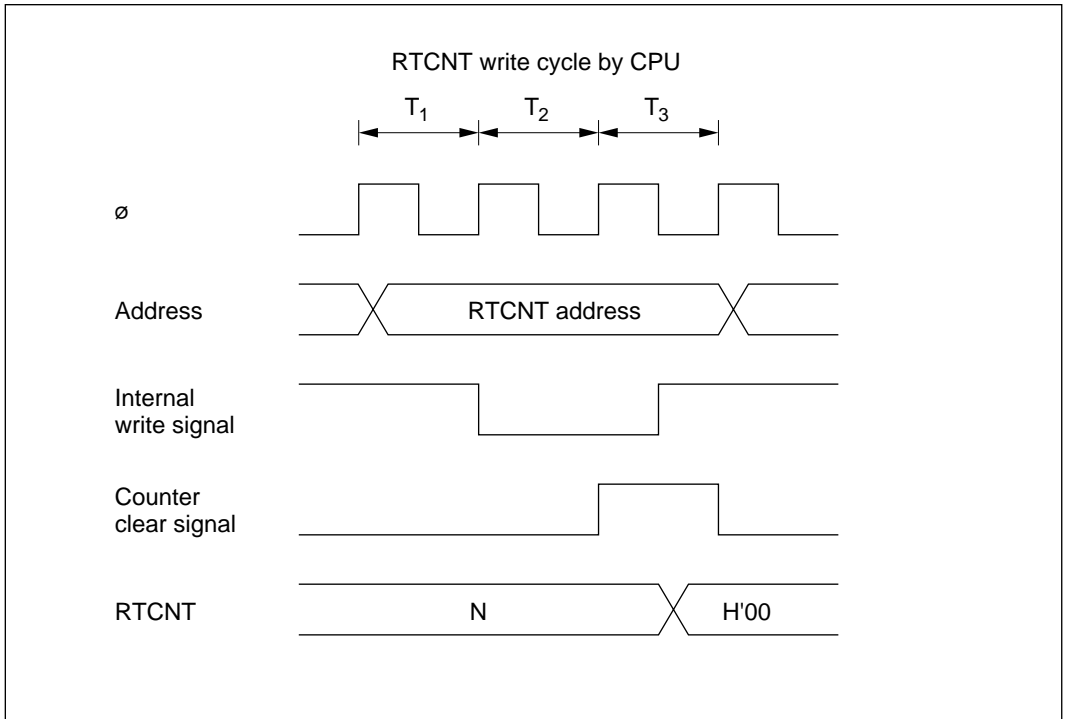 RTCNT write cycle by CPU
T1 T2 T3
ø
Address RTCNT address
Internal
write signal
Counter
clear signal
RTCNT N H'00